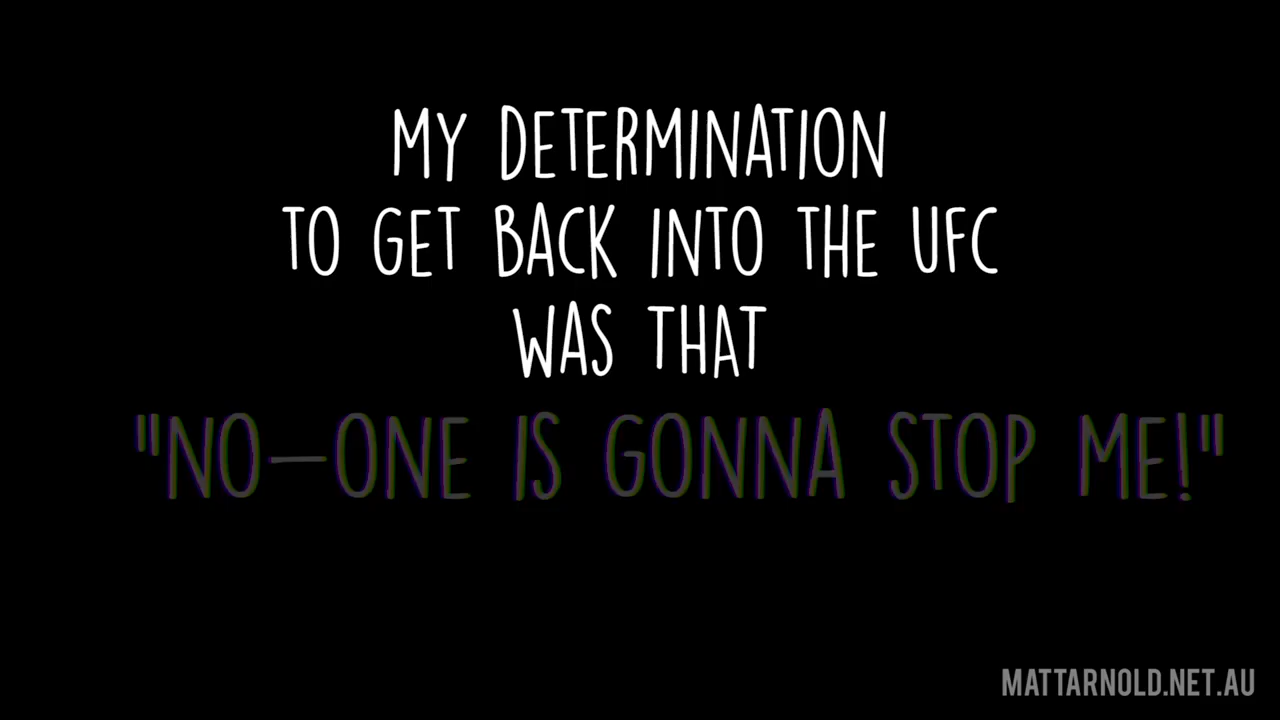 MY DETERMINATION
TO GET BACK INTO THE UFC
WAS THAT
"NO-ONE IS GONNA STOP ME!"
MATTARNOLD.NET.AU